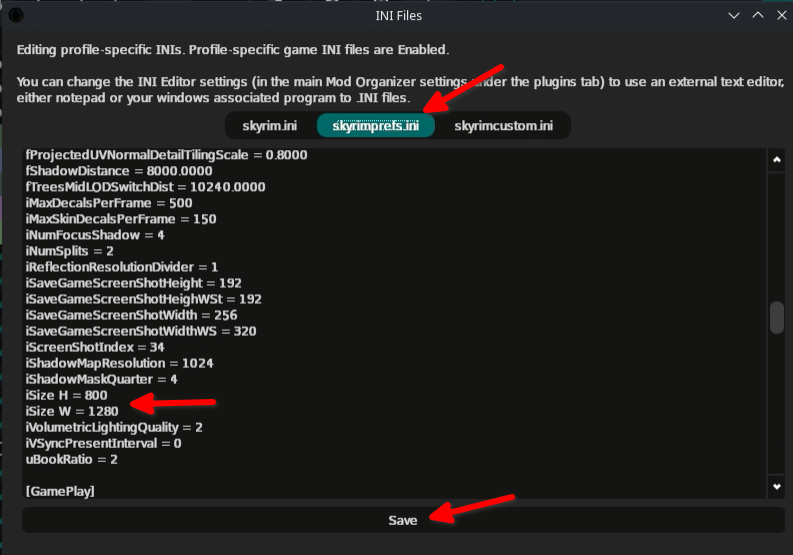 INI Files
Editing profile-specific INIs. Profile-specific game INI files are Enabled.
You can change the INI Editor settings (in the main Mod Organizer settings under the plugins tab) to use an external text editor,
either notepad or your windows associated program to .INI files.
skyrim.ini skyrimprefs.ini skyrimcustom.ini
fProjectedUVNormalDetailTilingScale = 0.8000
fShadowDistance = 8000.0000
fTreesMidLODSwitchDist = 10240.0000
iMaxDecalsPerFrame = 500
iMaxSkinDecalsPerFrame = 150
iNumFocusShadow = 4
iNumSplits = 2
iReflectionResolutionDivider = 1
iSaveGameScreenShotHeight = 192
iSaveGameScreenShotHeighWSt = 192
iSaveGameScreenShotWidth = 256
iSaveGameScreenShotWidthWS = 320
iScreenShotIndex = 34
iShadowMapResolution = 1024
iShadowMaskQuarter = 4
iSize H = 800
iSize W = 1280
iVolumetricLightingQuality = 2
iVSyncPresentInterval = 0
uBookRatio = 2
[GamePlay]
Save